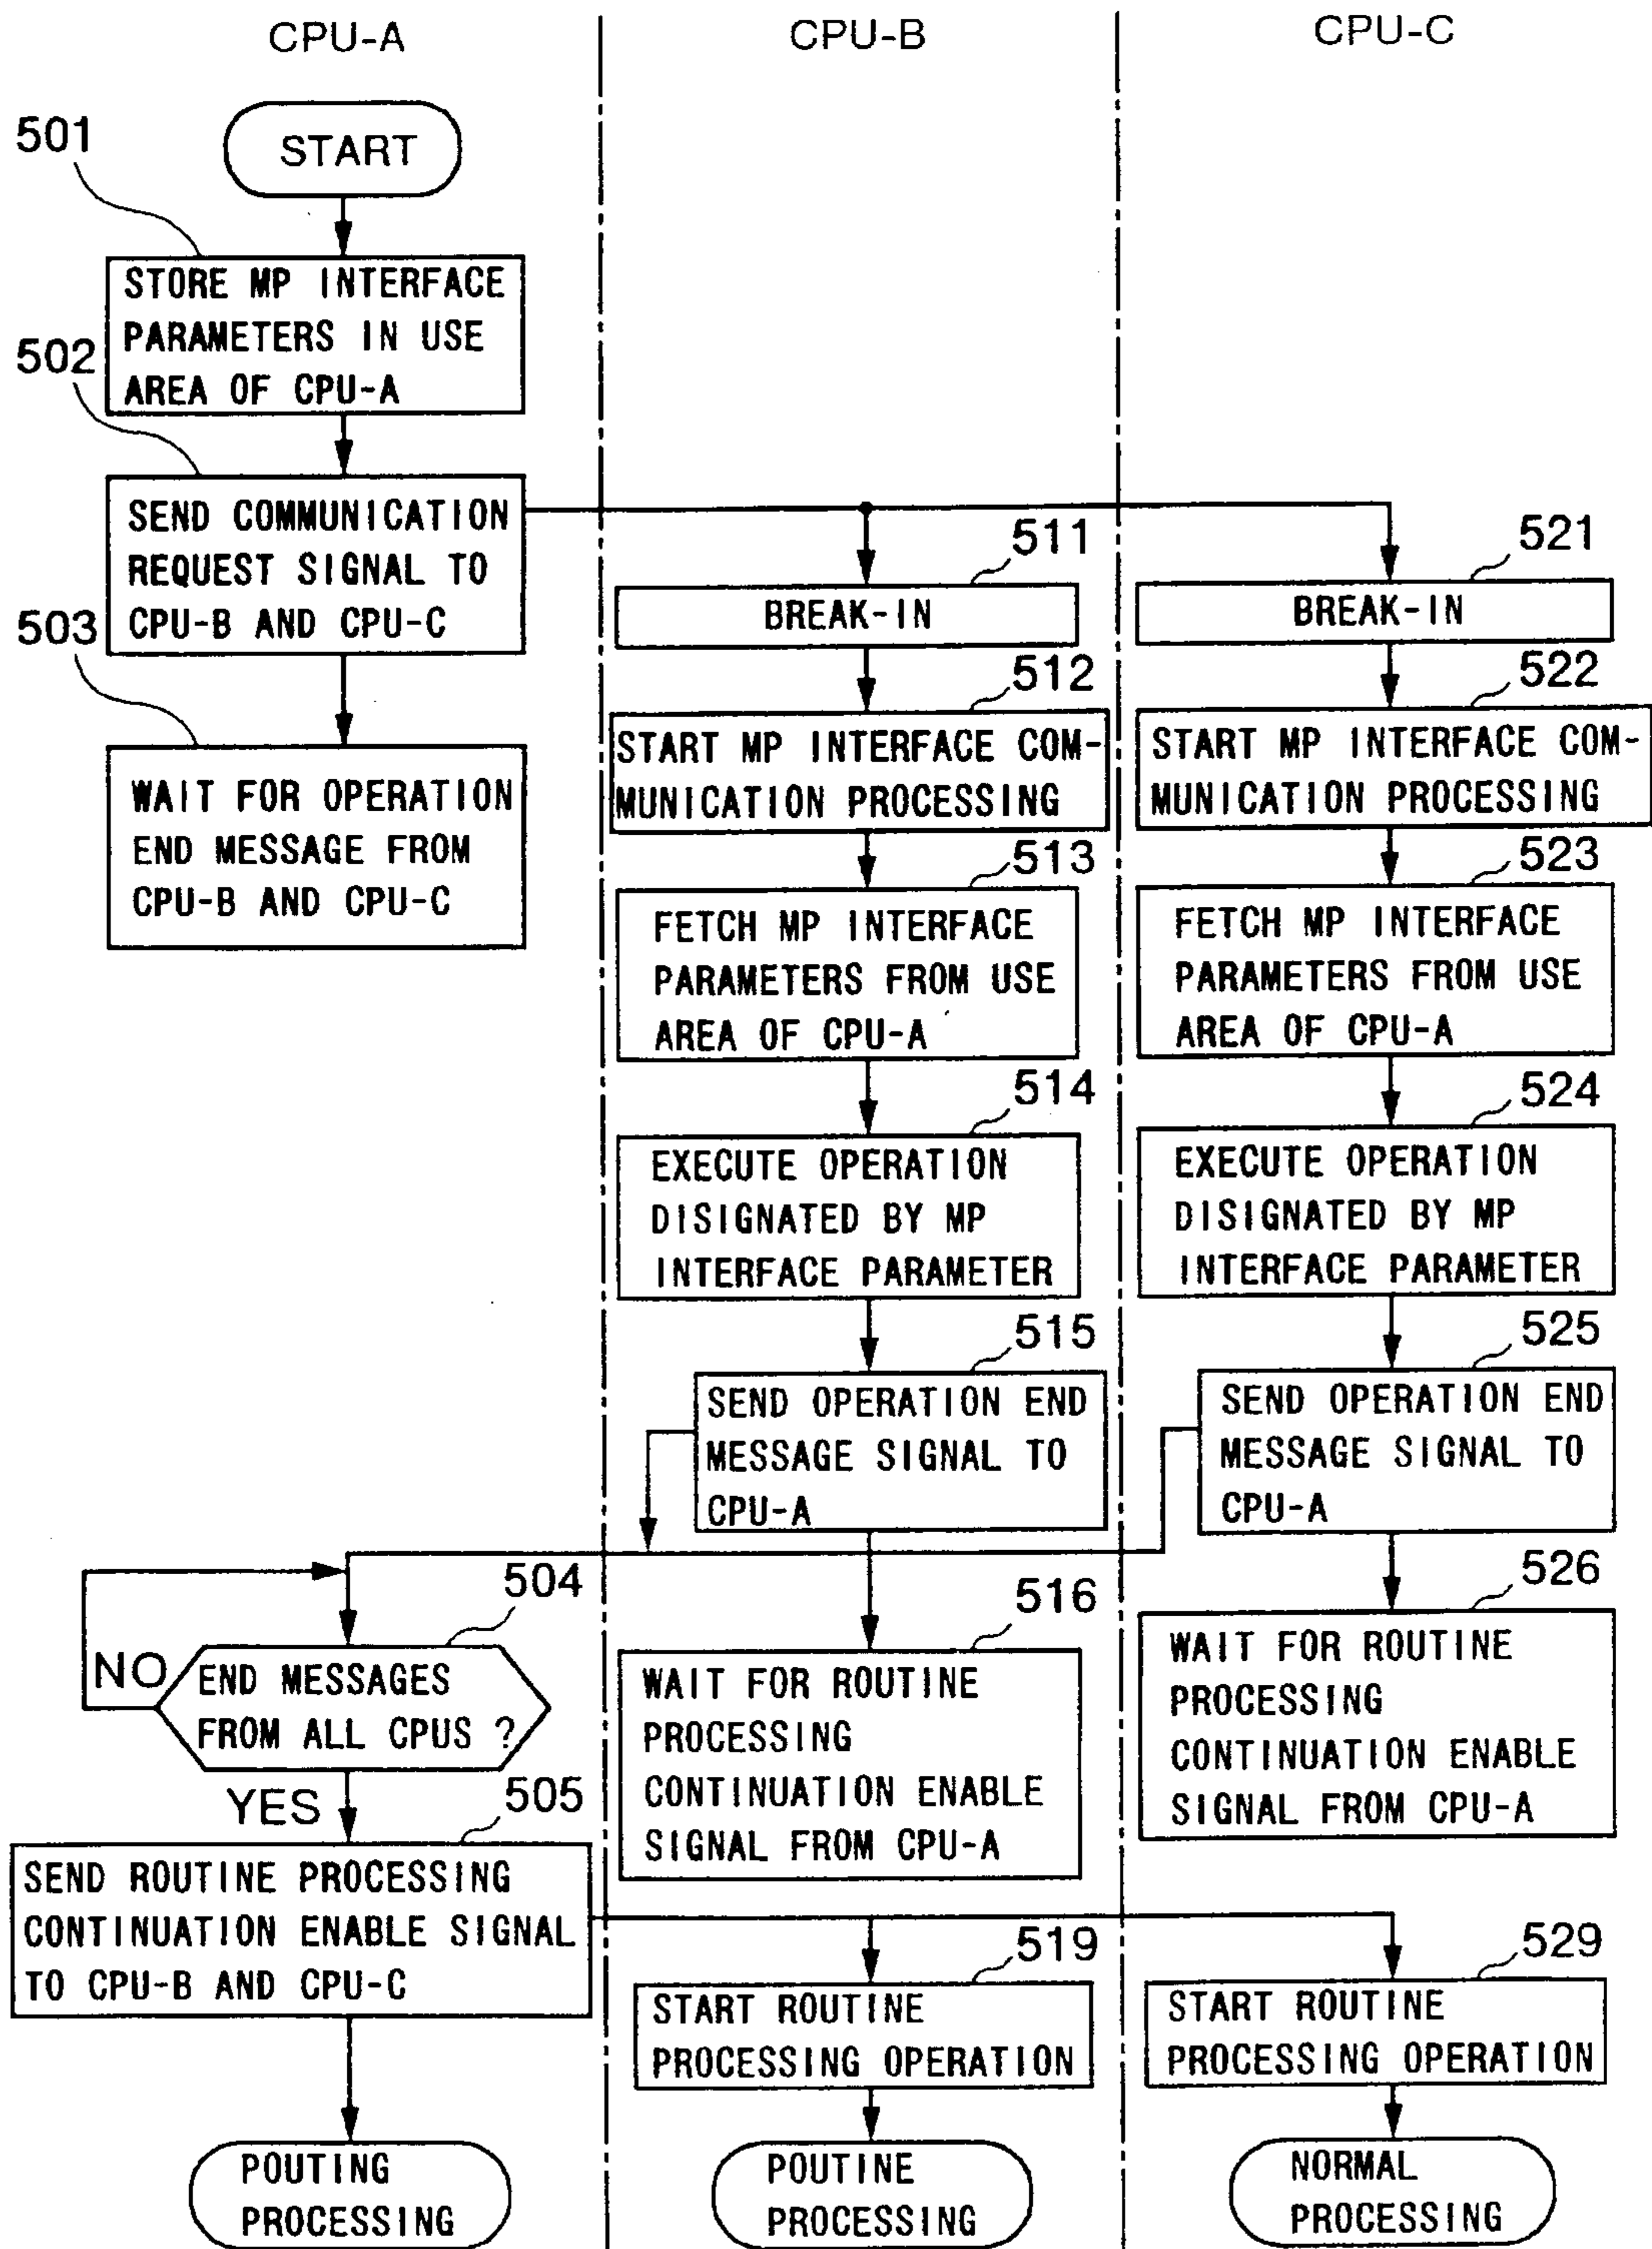 CPU-A
CPU-B
CPU-C
START
501
STORE MP INTERFACE
PARAMETERS IN USE
AREA OF CPU-A
502
SEND COMMUNICATION
REQUEST SIGNAL TO
CPU-B AND CPU-C
503
WAIT FOR OPERATION
END MESSAGE FROM
CPU-B AND CPU-C
511
BREAK-IN
512
START MP INTERFACE COM-
MUNICATION PROCESSING
513
FETCH MP INTERFACE
PARAMETERS FROM USE
AREA OF CPU-A
514
EXECUTE OPERATION
DISIGNATED BY MP
INTERFACE PARAMETER
515
SEND OPERATION END
MESSAGE SIGNAL TO
CPU-A
521
BREAK-IN
522
START MP INTERFACE COM-
MUNICATION PROCESSING
523
FETCH MP INTERFACE
PARAMETERS FROM USE
AREA OF CPU-A
524
EXECUTE OPERATION
DISIGNATED BY MP
INTERFACE PARAMETER
525
SEND OPERATION END
MESSAGE SIGNAL TO
CPU-A
504
NO
END MESSAGES
FROM ALL CPUS ?
YES
505
SEND ROUTINE PROCESSING
CONTINUATION ENABLE SIGNAL
TO CPU-B AND CPU-C
POUTING
PROCESSING
516
WAIT FOR ROUTINE
PROCESSING
CONTINUATION ENABLE
SIGNAL FROM CPU-A
519
START ROUTINE
PROCESSING OPERATION
POUTINE
PROCESSING
526
WAIT FOR ROUTINE
PROCESSING
CONTINUATION ENABLE
SIGNAL FROM CPU-A
529
START ROUTINE
PROCESSING OPERATION
NORMAL
PROCESSING